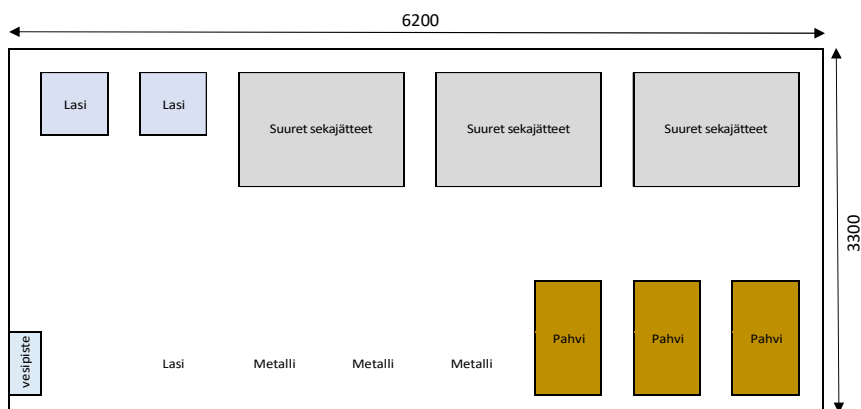 6200
Lasi
Lasi
Suuret sekajätteet
Suuret sekajätteet
Suuret sekajätteet
3300
vesipiste
Lasi
Metalli
Metalli
Metalli
Pahvi
Pahvi
Pahvi